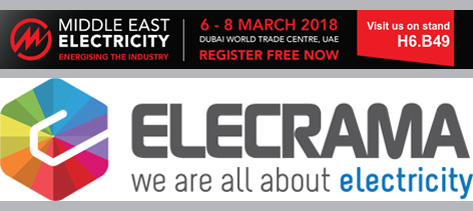 MIDDLE EAST
ELECTRICITY
ENERGISING THE INDUSTRY
6 - 8 MARCH 2018
DUBAI WORLD TRADE CENTRE, UAE
REGISTER FREE NOW
Visit us on stand
H6.B49
ELECRAMA
we are all about electricity